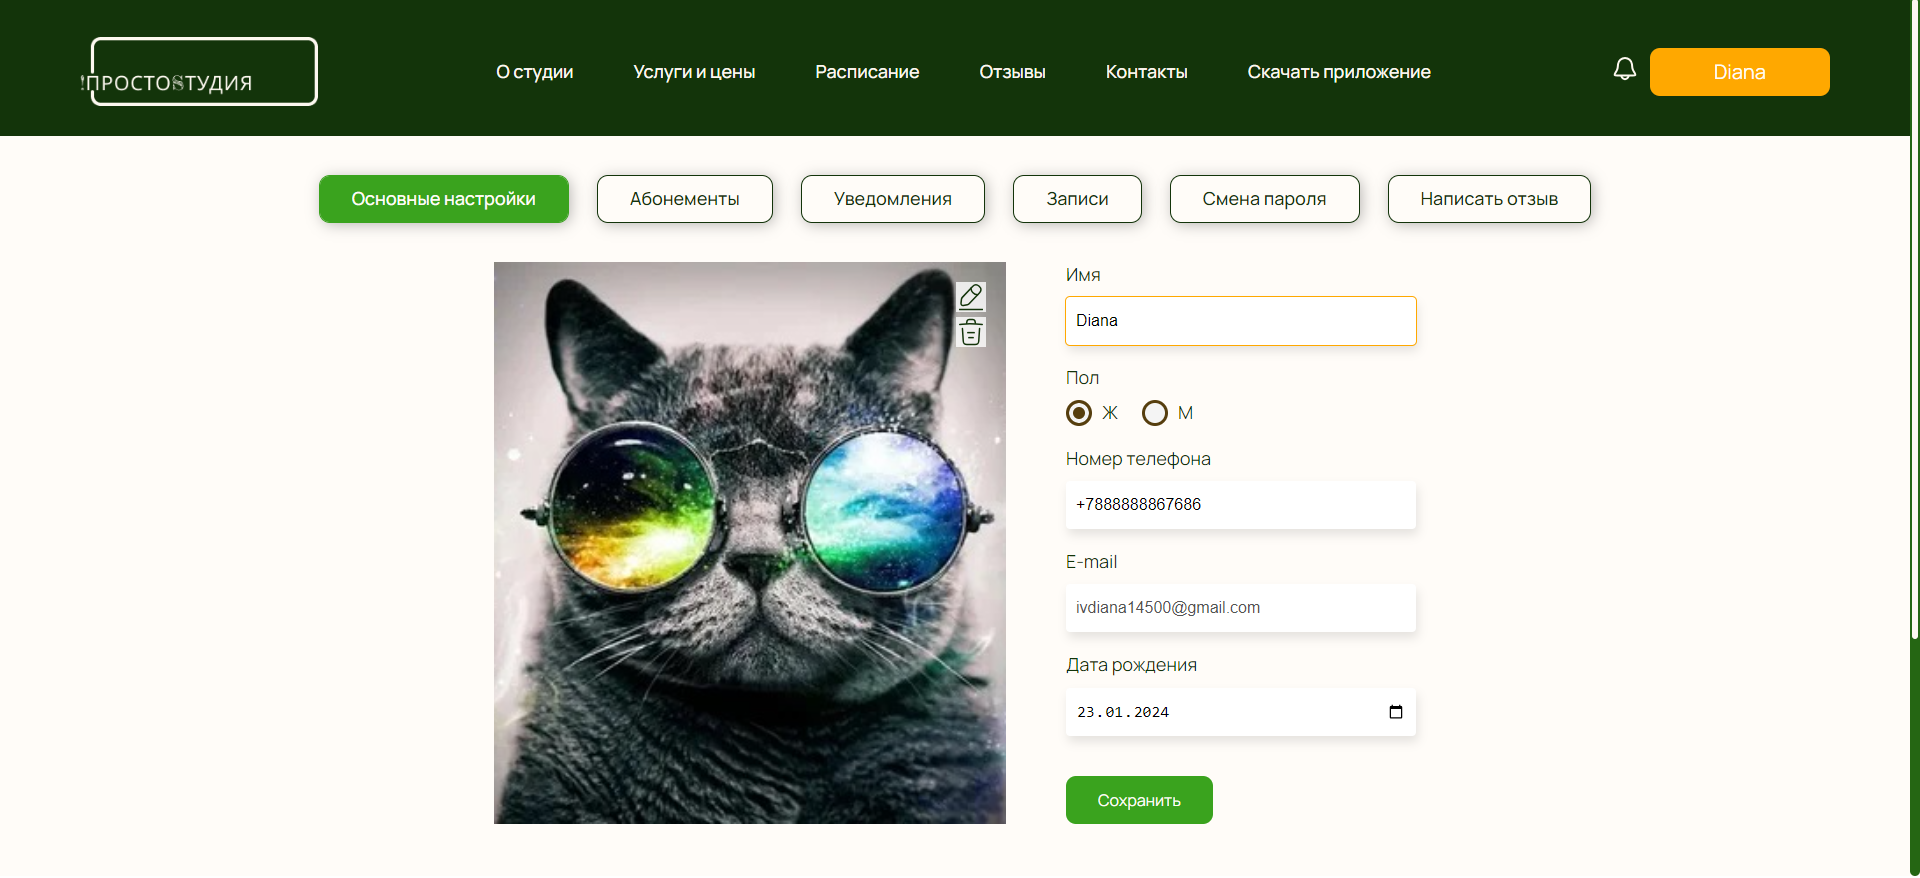 !ПРОСТОSТУДИЯ
О студии
Услуги и цены
Расписание
Отзывы
Контакты
Скачать приложение
Diana
Основные настройки
Абонементы
Уведомления
Записи
Смена пароля
Написать отзыв
Имя
Diana
Пол
Ж
М
Номер телефона
+7888888867686
E-mail
ivdiana14500@gmail.com
Дата рождения
23.01.2024
Сохранить